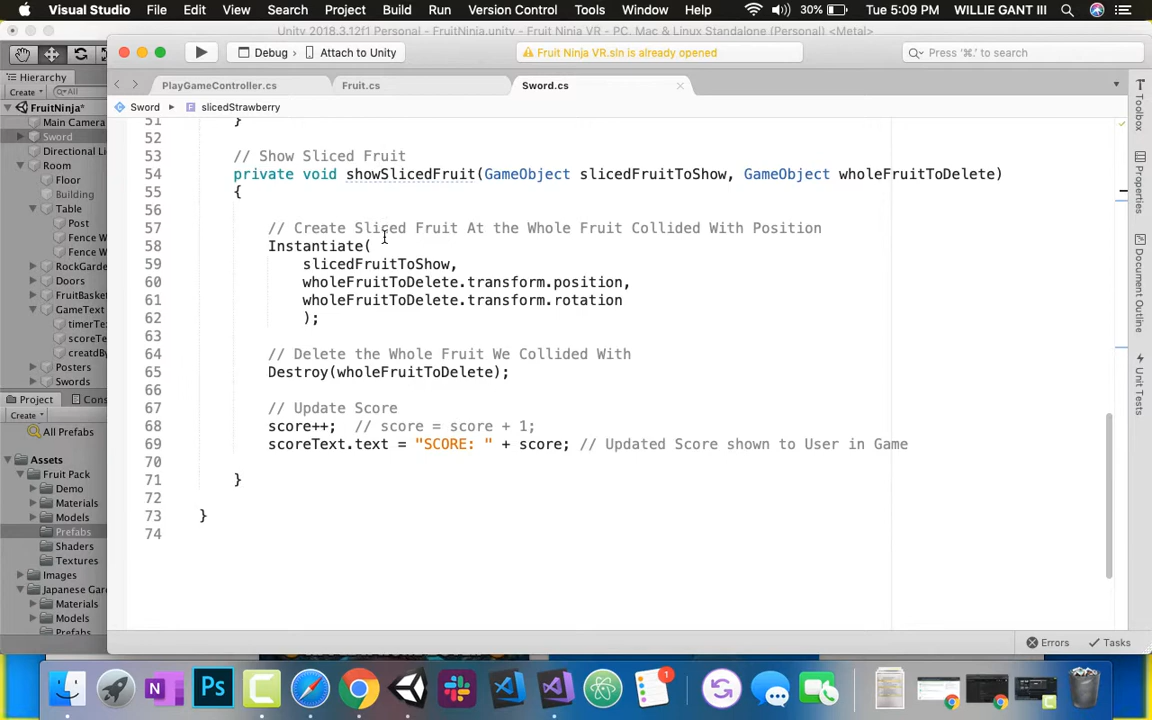 Visual Studio File Edit View Search Project Build Run Version Control Tools Window Help 30% Tue 5:09 PM WILLIE GANT III
Unity 2018.3.12f1 (Personal) - FruitNinja.unity - Fruit Ninja VR - PC, Mac & Linux Standalone (Personal) <Metal>
Debug Attach to Unity Fruit Ninja VR.sln is already opened Press '⌘.' to search
Hierarchy
Create All
PlayGameController.cs Fruit.cs Sword.cs
FruitNinja*
Sword slicedStrawberry
Main Camera
Sword
Directional Li
Room
Floor
Building
Table
Post
Fence W
Fence W
RockGarde
Doors
FruitBasket
GameText
timerTe
scoreTe
creatdBy
Posters
Swords
51 }
52
53 // Show Sliced Fruit
54 private void showSlicedFruit(GameObject slicedFruitToShow, GameObject wholeFruitToDelete)
55 {
56
57 // Create Sliced Fruit At the Whole Fruit Collided With Position
58 Instantiate(
59 slicedFruitToShow,
60 wholeFruitToDelete.transform.position,
61 wholeFruitToDelete.transform.rotation
62 );
63
64 // Delete the Whole Fruit We Collided With
65 Destroy(wholeFruitToDelete);
66
67 // Update Score
68 score++; // score = score + 1;
69 scoreText.text = "SCORE: " + score; // Updated Score shown to User in Game
70
71 }
72
73 }
74
Project Cons
Create
All Prefabs
Assets
Fruit Pack
Demo
Materials
Models
Prefabs
Shaders
Textures
Images
Japanese Gar
Materials
Models
Prefabs
Toolbox
Properties
Document Outline
Unit Tests
Errors Tasks
N Ps C
1